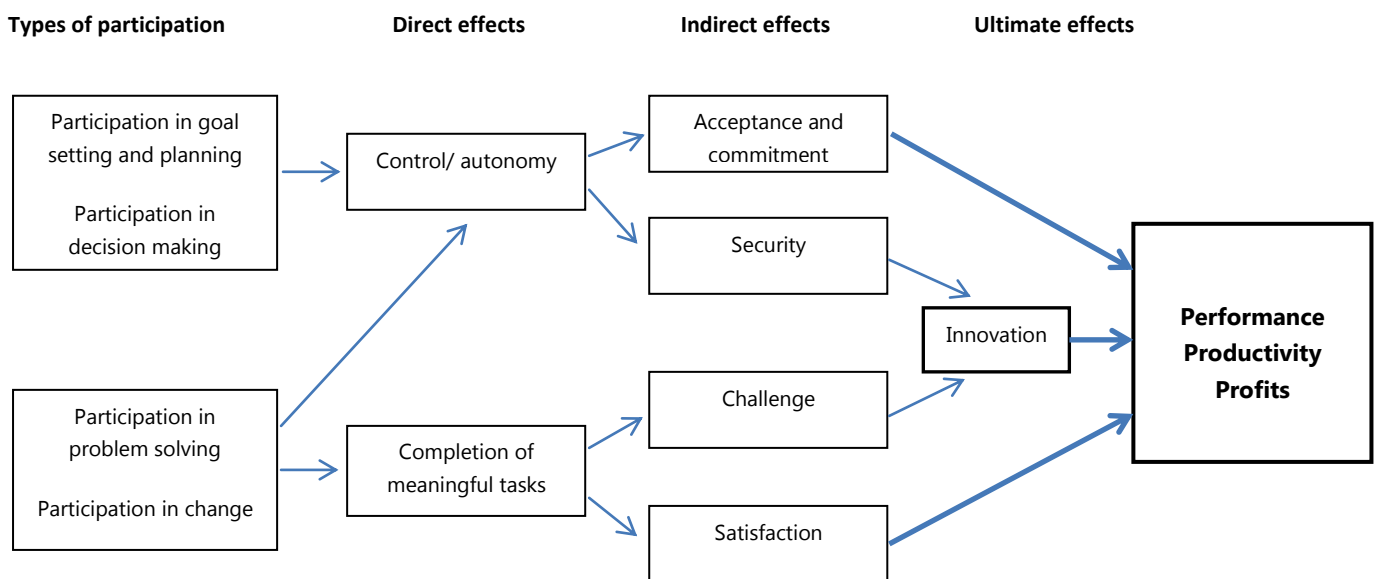 Types of participation
Direct effects
Indirect effects
Ultimate effects
Participation in goal
setting and planning
Participation in
decision making
Control/ autonomy
Acceptance and
commitment
Security
Innovation
Performance
Productivity
Profits
Participation in
problem solving
Participation in change
Completion of
meaningful tasks
Challenge
Satisfaction